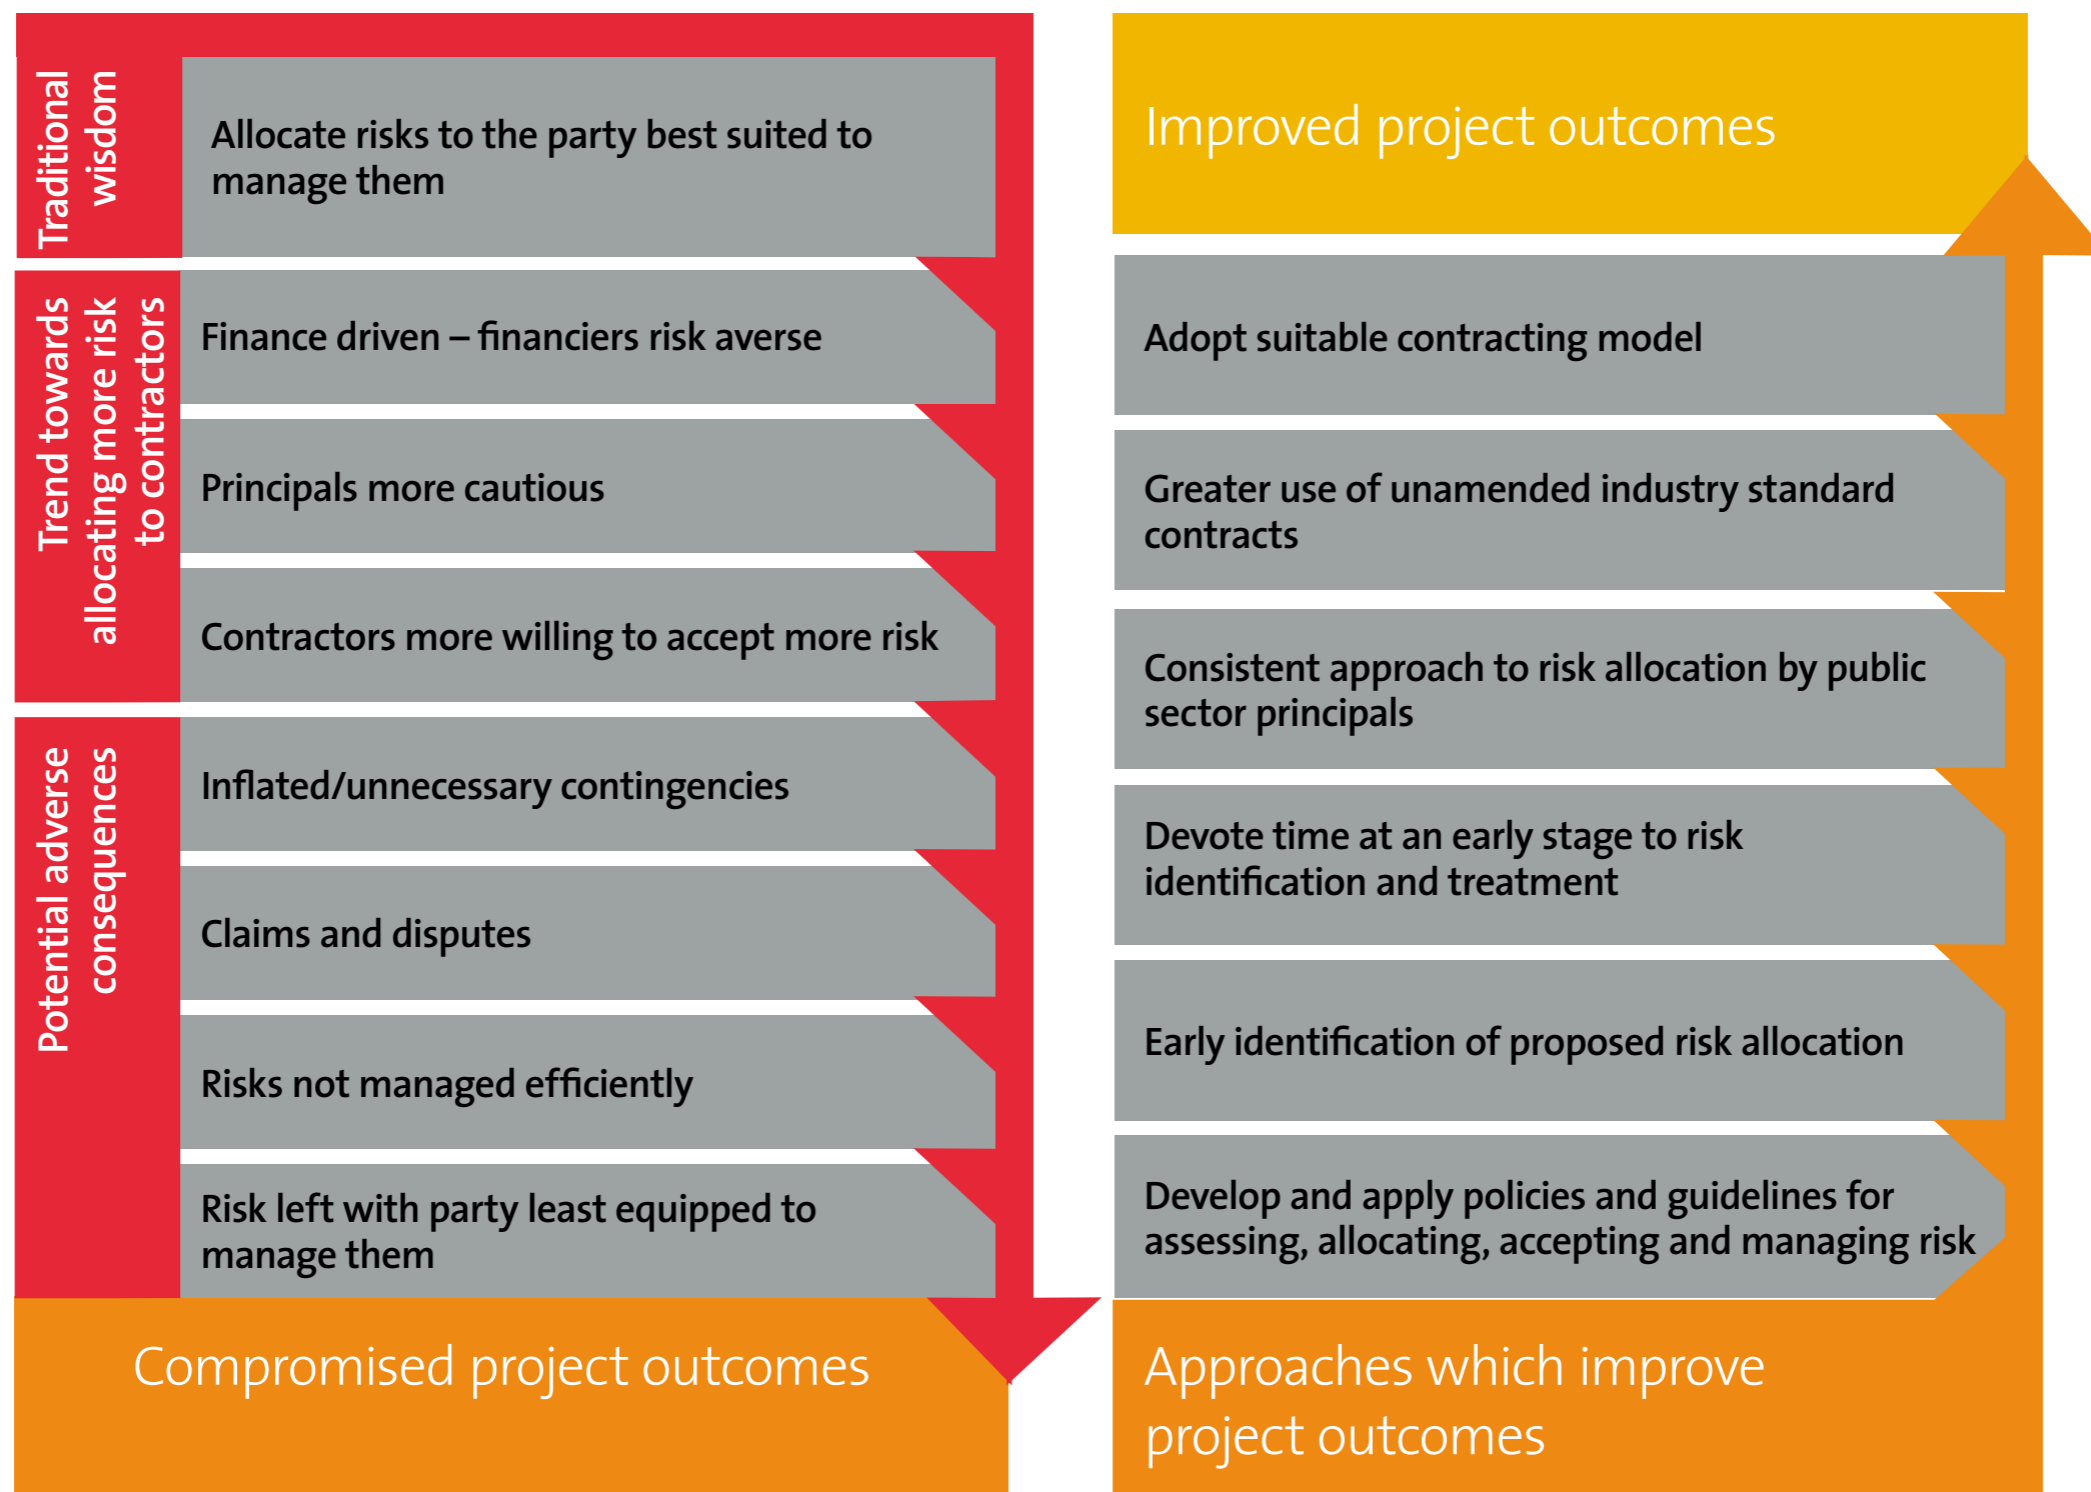 Traditional
wisdom
Allocate risks to the party best suited to
manage them
Trend towards
allocating more risk
to contractors
Finance driven – financiers risk averse
Principals more cautious
Contractors more willing to accept more risk
Potential adverse
consequences
Inflated/unnecessary contingencies
Claims and disputes
Risks not managed efficiently
Risk left with party least equipped to
manage them
Compromised project outcomes
Improved project outcomes
Adopt suitable contracting model
Greater use of unamended industry standard
contracts
Consistent approach to risk allocation by public
sector principals
Devote time at an early stage to risk
identification and treatment
Early identification of proposed risk allocation
Develop and apply policies and guidelines for
assessing, allocating, accepting and managing risk
Approaches which improve
project outcomes